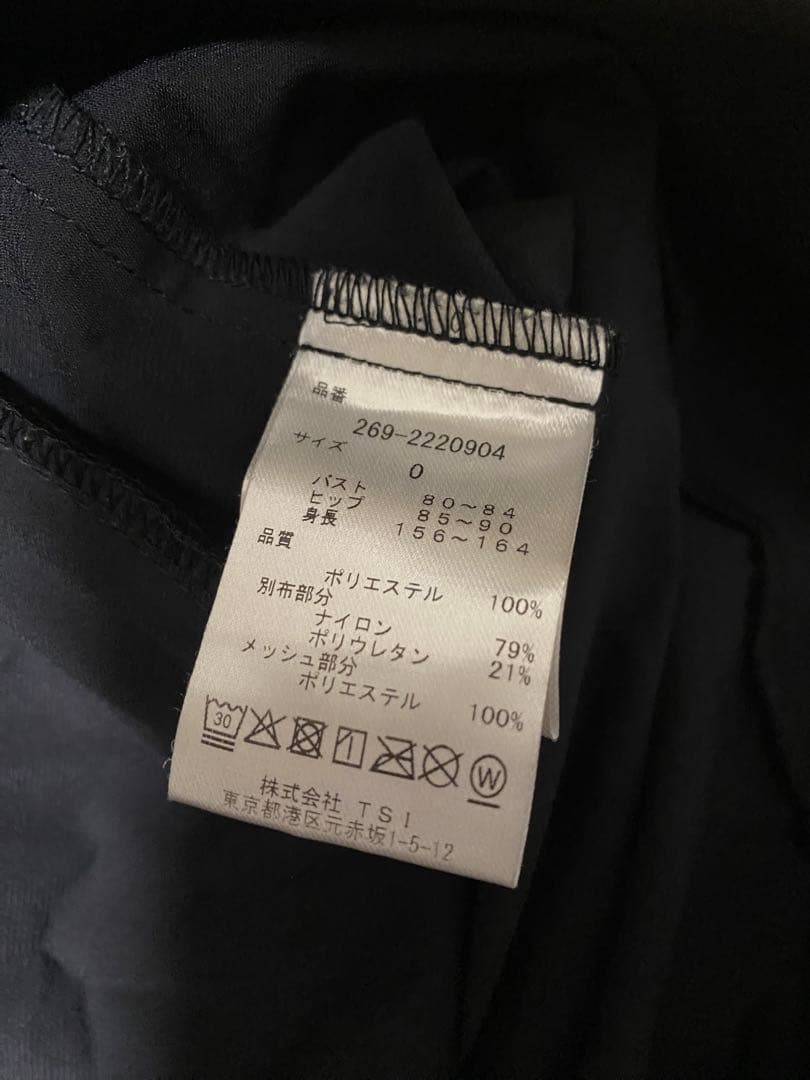 品番
269-2220904
サイズ
0
バスト 80～84
ヒップ 85～90
身長 156～164
品質
ポリエステル 100%
別布部分
ナイロン 79%
ポリウレタン 21%
メッシュ部分
ポリエステル 100%
30
W
株式会社 TSI
東京都港区元赤坂1-5-12